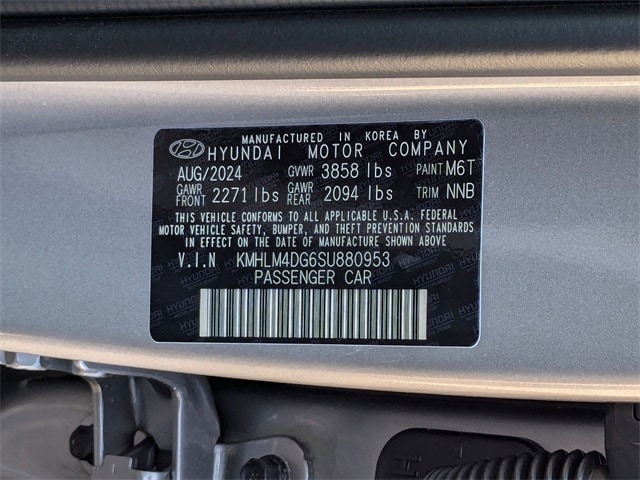 MANUFACTURED IN KOREA BY
HYUNDAI MOTOR COMPANY
AUG/2024 GVWR 3858 lbs PAINT M6T
GAWR FRONT 2271 lbs GAWR REAR 2094 lbs TRIM NNB
THIS VEHICLE CONFORMS TO ALL APPLICABLE U.S.A. FEDERAL
MOTOR VEHICLE SAFETY, BUMPER, AND THEFT PREVENTION STANDARDS
IN EFFECT ON THE DATE OF MANUFACTURE SHOWN ABOVE.
V.I.N KMHLM4DG6SU880953
PASSENGER CAR